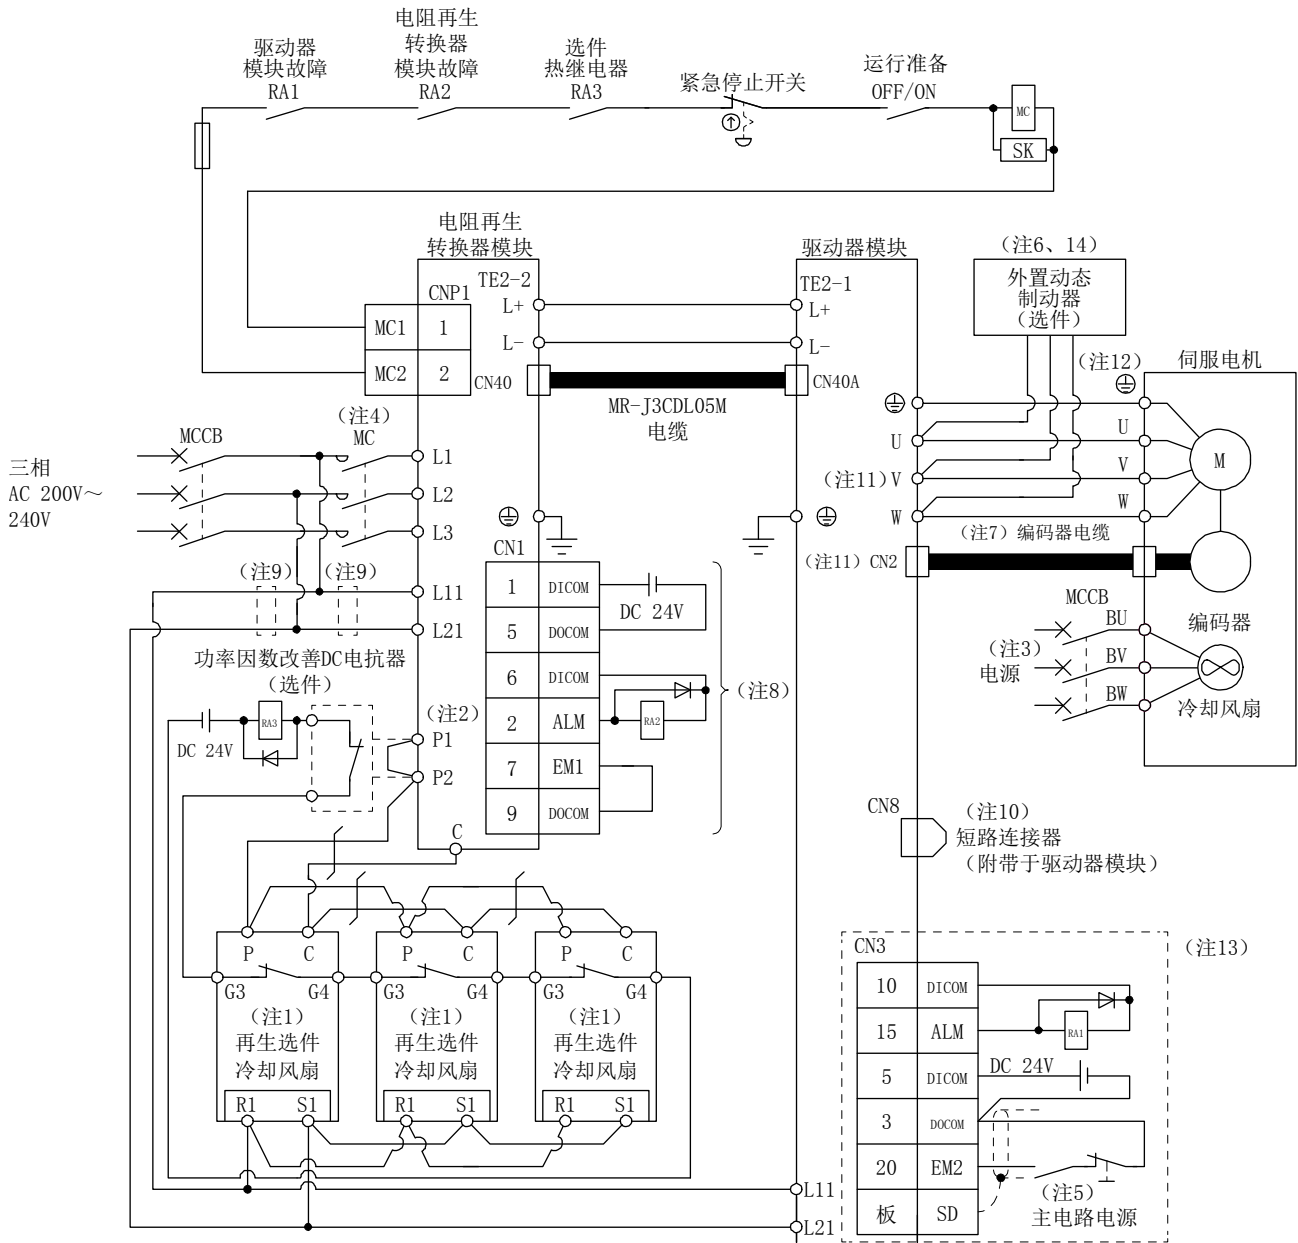 电阻再生
驱动器
转换器
选件
模块故障
模块故障
热继电器
紧急停止开关
运行准备
RA1
RA2
RA3
OFF/ON
MC
SK
电阻再生
转换器模块
驱动器模块
（注6、14）
TE2-2
TE2-1
外置动态
制动器
（选件）
CNP1
L+
L+
MC1
1
L-
L-
（注12）
伺服电机
MC2
2
CN40
CN40A
MR-J3CDL05M
电缆
（注4）
MCCB
MC
U
U
三相
AC 200V～
240V
L1
V
M
L2
（注11）V
W
L3
W
CN1
（注7）编码器电缆
（注11）CN2
（注9）
（注9）
L11
1
DICOM
DC 24V
MCCB
L21
5
DOCOM
BU
编码器
功率因数改善DC电抗器
（选件）
6
DICOM
（注3）
电源
BV
（注8）
BW
（注2）
RA3
2
ALM
RA2
冷却风扇
DC 24V
P1
P2
7
EM1
9
DOCOM
CN8
（注10）
短路连接器
（附带于驱动器模块）
C
P
C
P
C
P
C
CN3
（注13）
G3
G4
G3
G4
G3
G4
10
DICOM
（注1）
再生选件
冷却风扇
（注1）
再生选件
冷却风扇
（注1）
再生选件
冷却风扇
15
ALM
RA1
5
DICOM
DC 24V
R1
S1
R1
S1
R1
S1
3
DOCOM
20
EM2
L11
（注5）
主电路电源
板
SD
L21